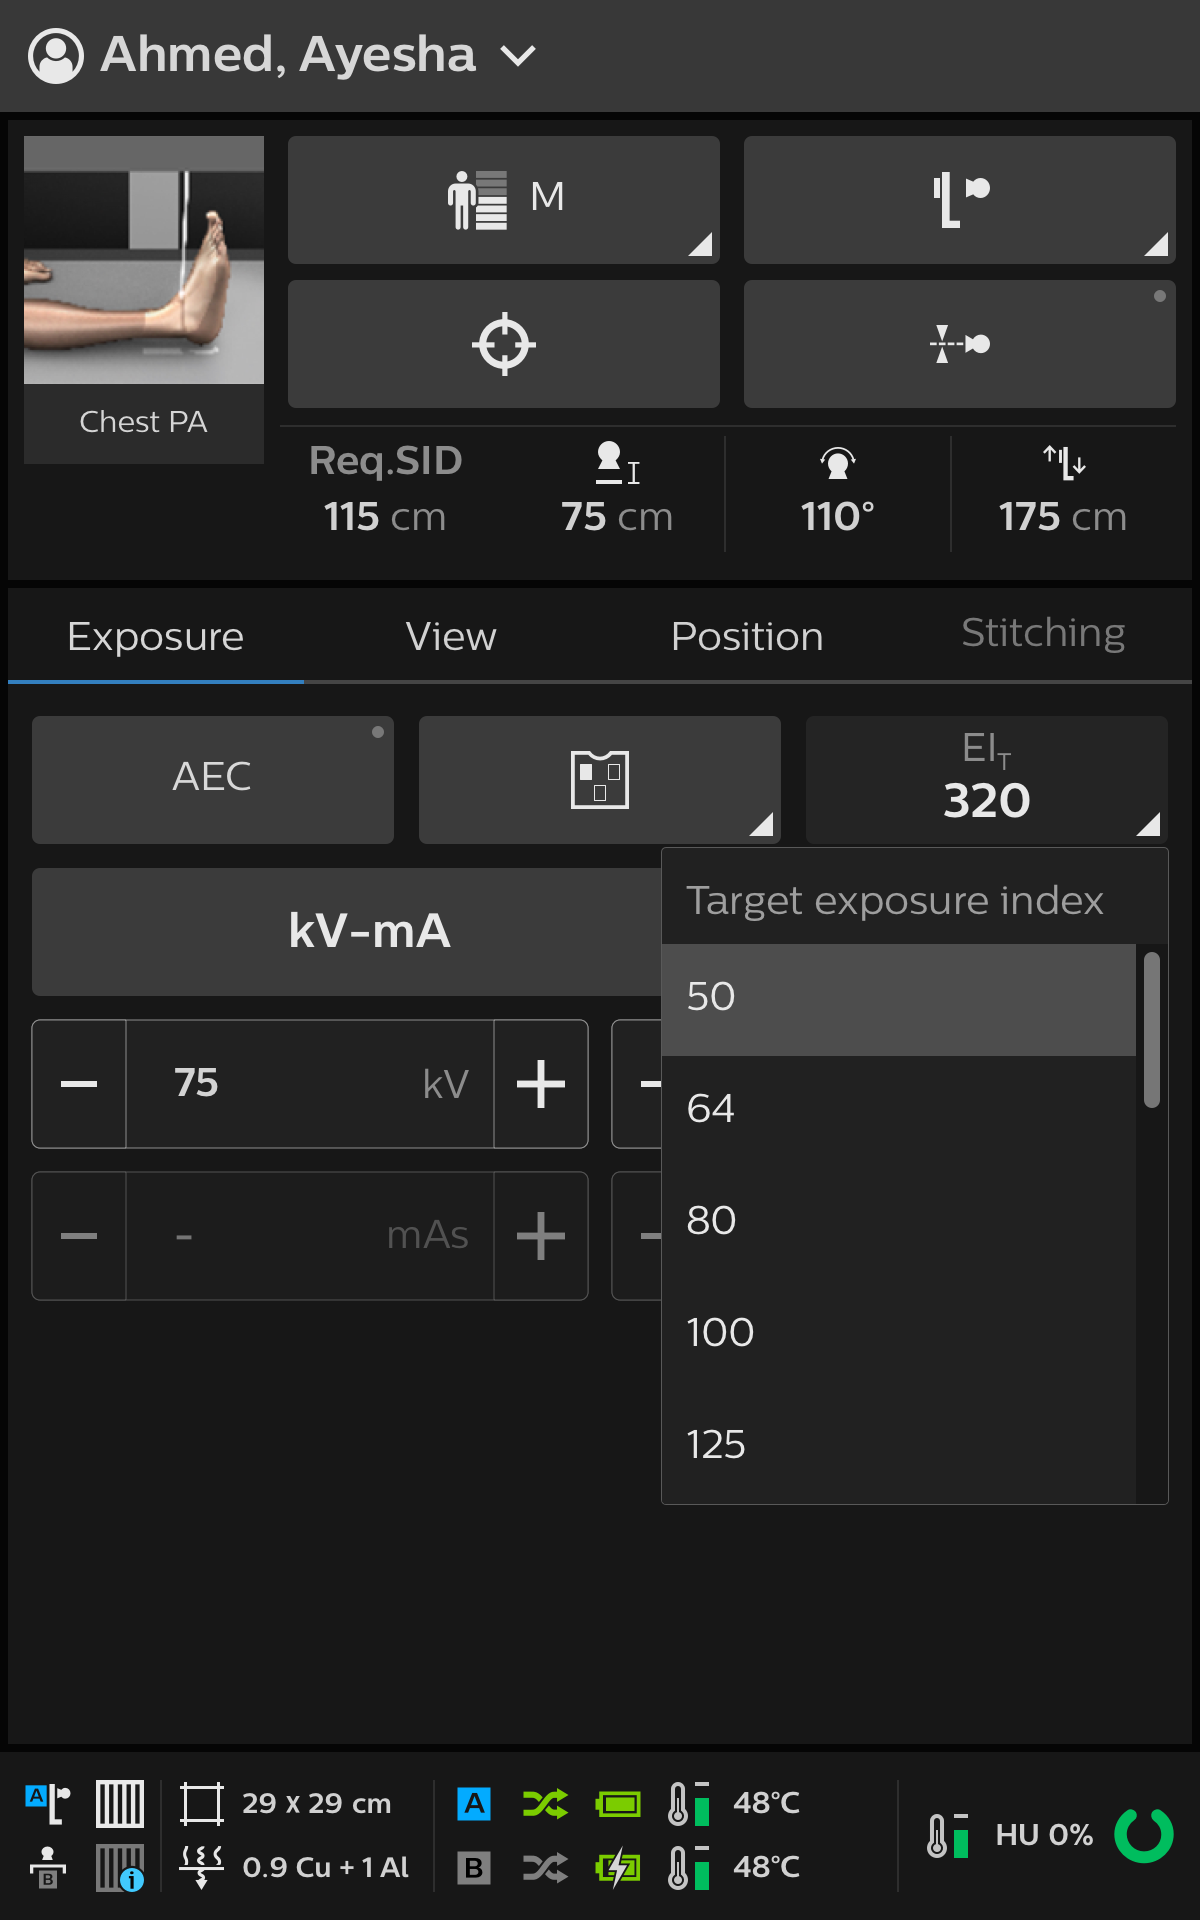 Ahmed, Ayesha
M
Chest PA
Req.SID
115 cm
75 cm
110°
175 cm
Exposure
View
Position
Stitching
AEC
EI_T
320
Target exposure index
kV-mA
50
75 kV
64
- mAs
80
100
125
A
29 x 29 cm
A
48°C
HU 0%
B
i
0.9 Cu + 1 Al
B
48°C